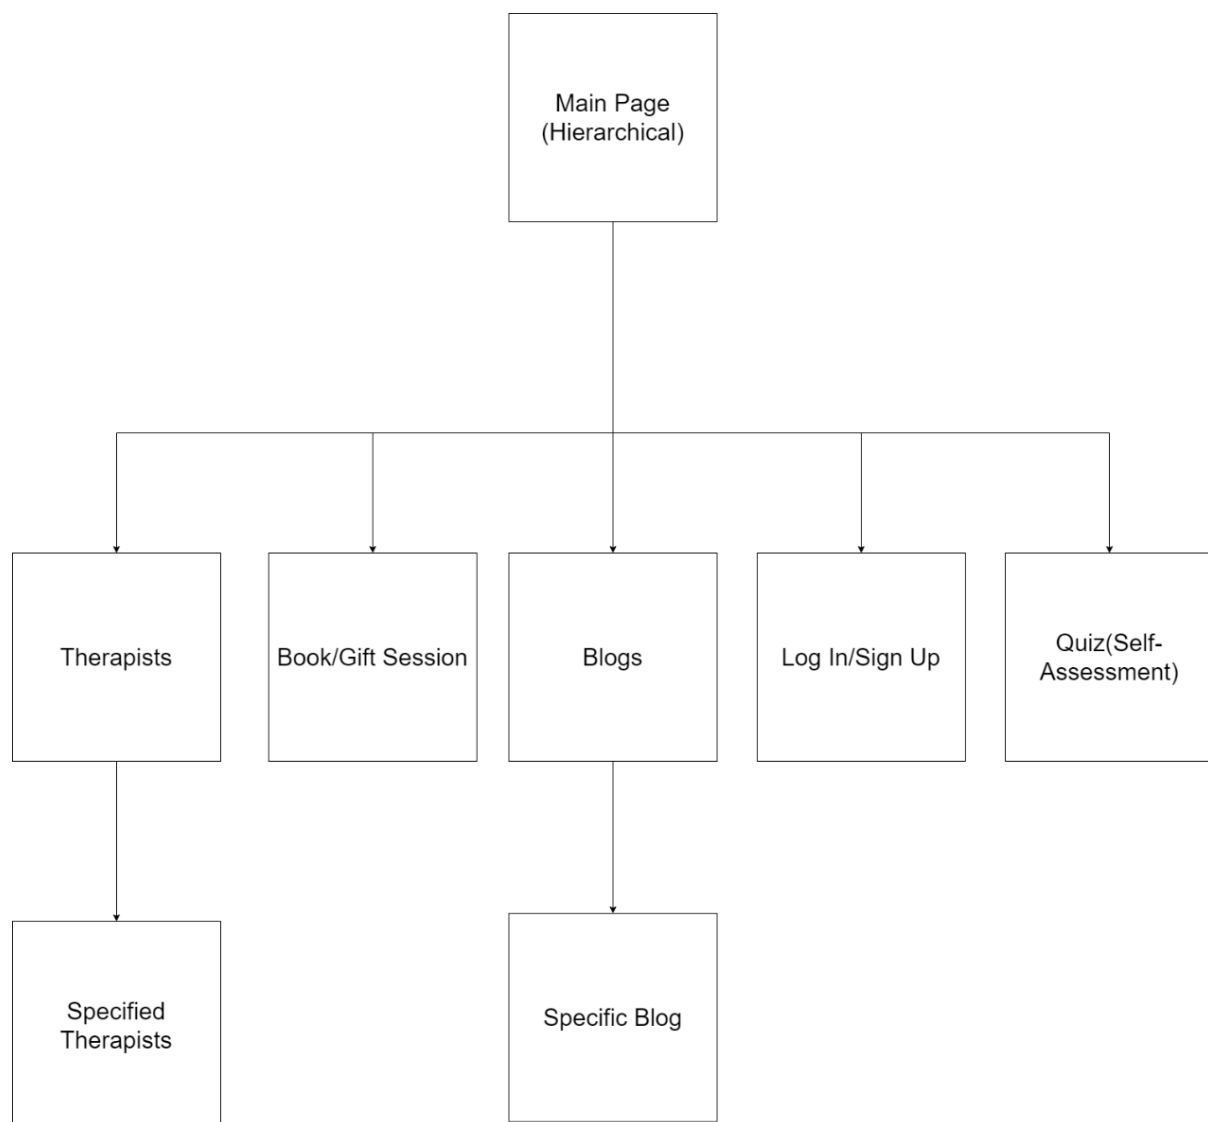 Main Page
(Hierarchical)
Therapists
Book/Gift Session
Blogs
Log In/Sign Up
Quiz(Self-
Assessment)
Specified
Therapists
Specific Blog